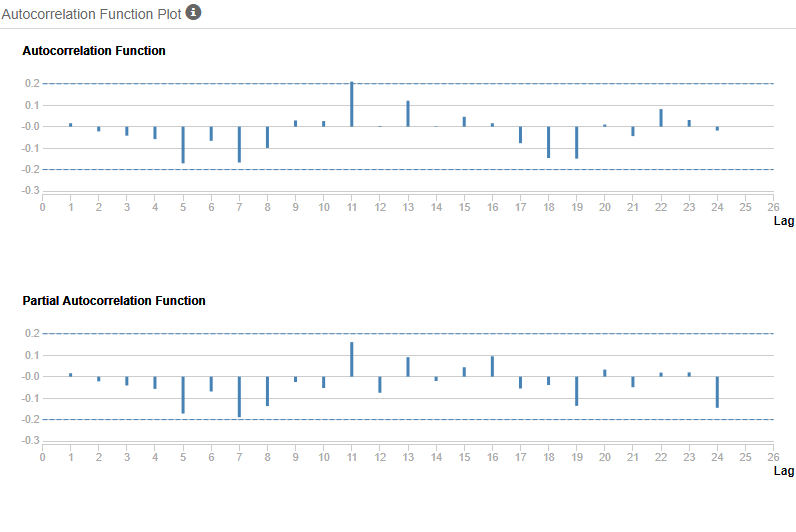 Autocorrelation Function Plot i
Autocorrelation Function
0.2
0.1
-0.0
-0.1
-0.2
-0.3
0 1 2 3 4 5 6 7 8 9 10 11 12 13 14 15 16 17 18 19 20 21 22 23 24 25 26
Lag
Partial Autocorrelation Function
0.2
0.1
-0.0
-0.1
-0.2
-0.3
0 1 2 3 4 5 6 7 8 9 10 11 12 13 14 15 16 17 18 19 20 21 22 23 24 25 26
Lag